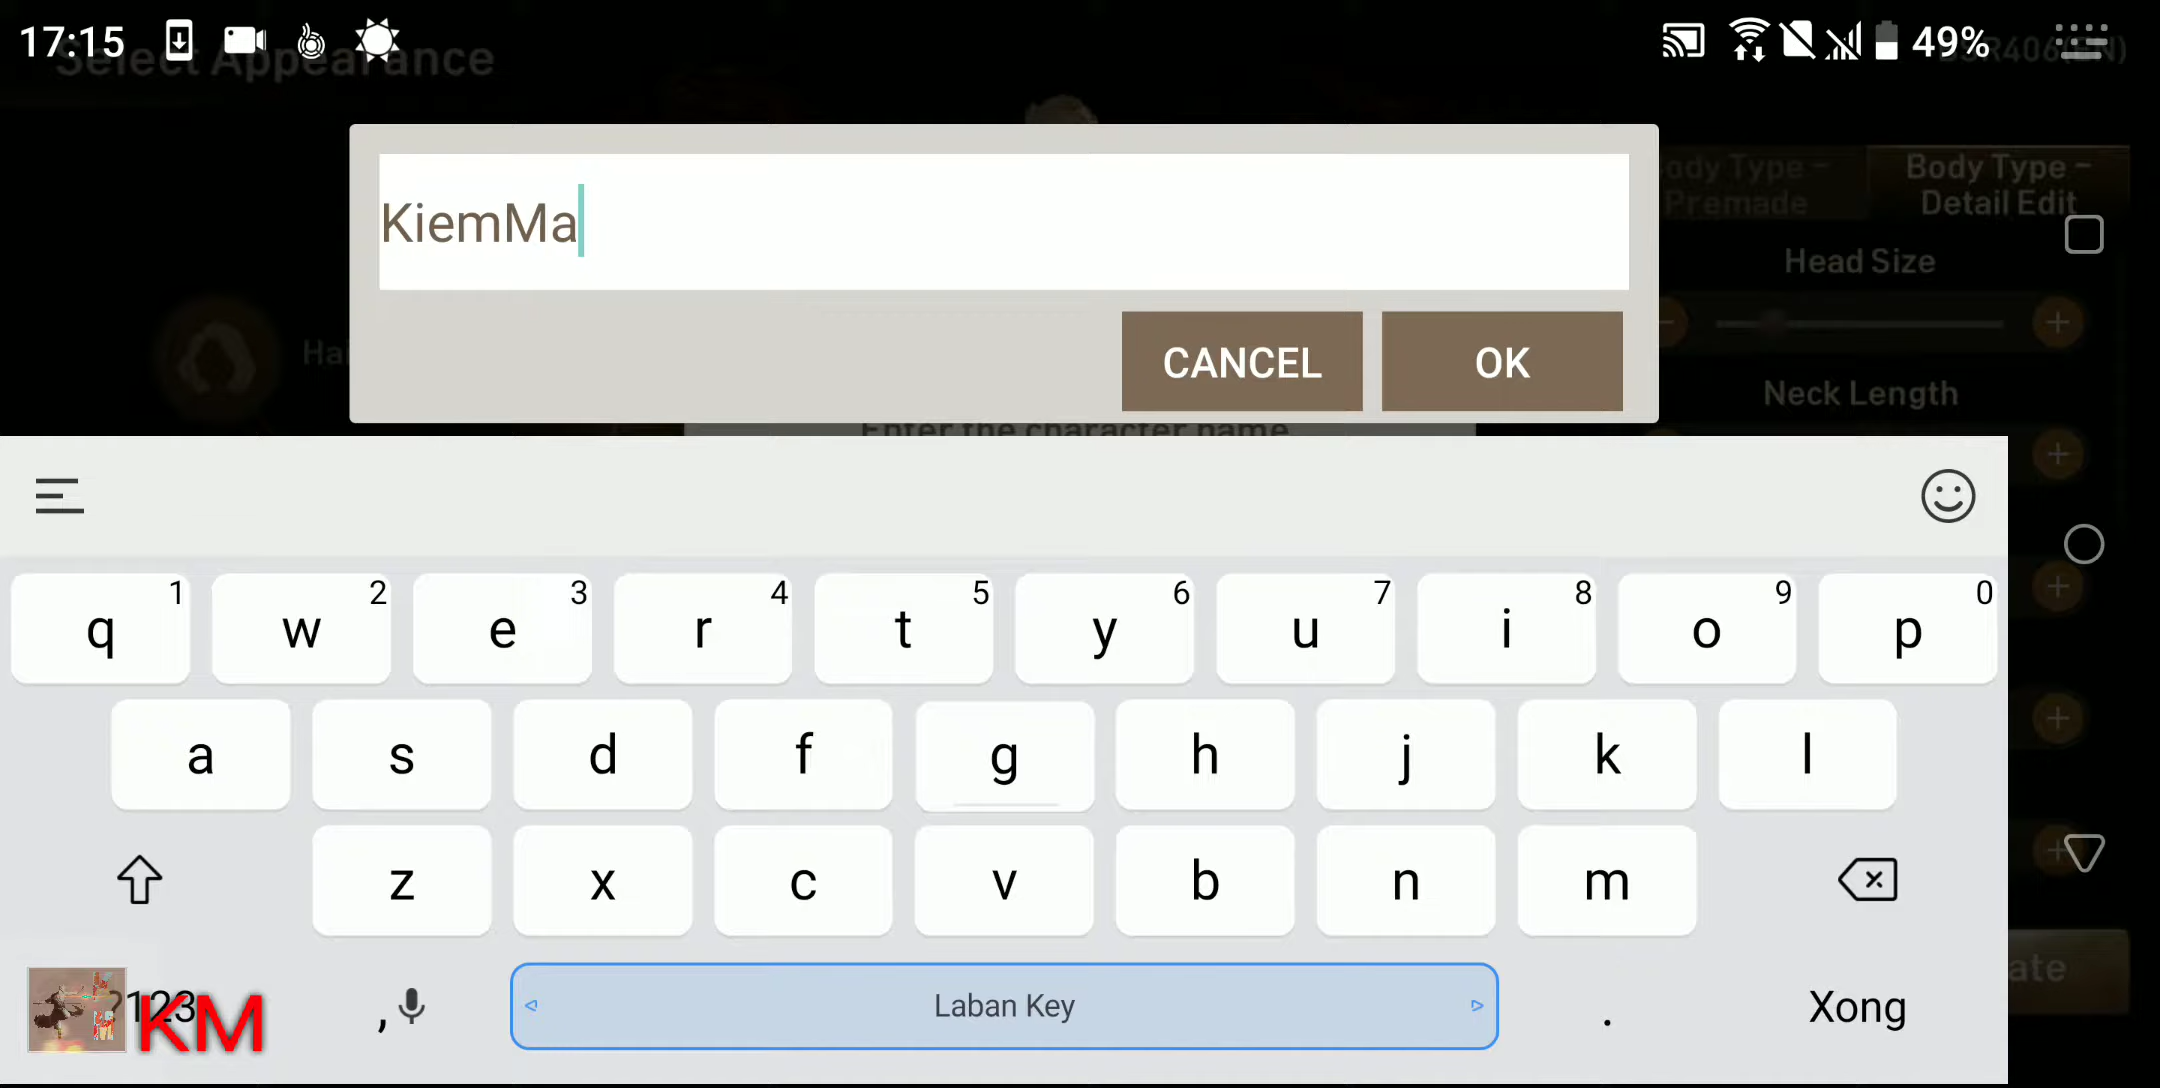 17:15
49%
Select Appearance
KiemMa
CANCEL
OK
Body Type -
Premade
Body Type -
Detail Edit
Head Size
Neck Length
Enter the character name
1 2 3 4 5 6 7 8 9 0
q w e r t y u i o p
a s d f g h j k l
z x c v b n m
?123
KM
,
Laban Key
.
Xong